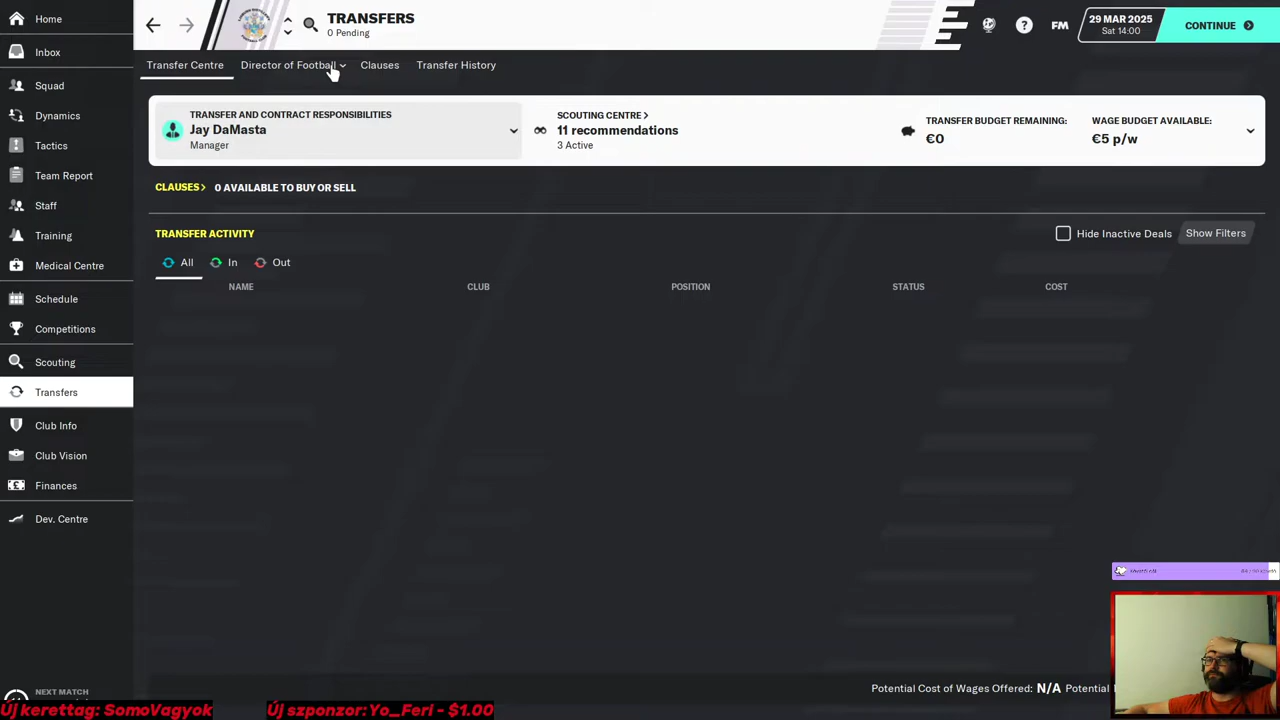 Home
TRANSFERS
0 Pending
FM
29 MAR 2025
Sat 14:00
CONTINUE
Inbox
Squad
Dynamics
Tactics
Team Report
Staff
Training
Medical Centre
Schedule
Competitions
Scouting
Transfers
Club Info
Club Vision
Finances
Dev. Centre
NEXT MATCH
Transfer Centre
Director of Football
Clauses
Transfer History
TRANSFER AND CONTRACT RESPONSIBILITIES
Jay DaMasta
Manager
SCOUTING CENTRE
11 recommendations
3 Active
TRANSFER BUDGET REMAINING:
€0
WAGE BUDGET AVAILABLE:
€5 p/w
CLAUSES 0 AVAILABLE TO BUY OR SELL
TRANSFER ACTIVITY
Hide Inactive Deals
Show Filters
All In Out
NAME CLUB POSITION STATUS COST
Potential Cost of Wages Offered: N/A Potential
Új kerettag: SomoVagyok
Új szponzor: Yo_Feri - $1.00